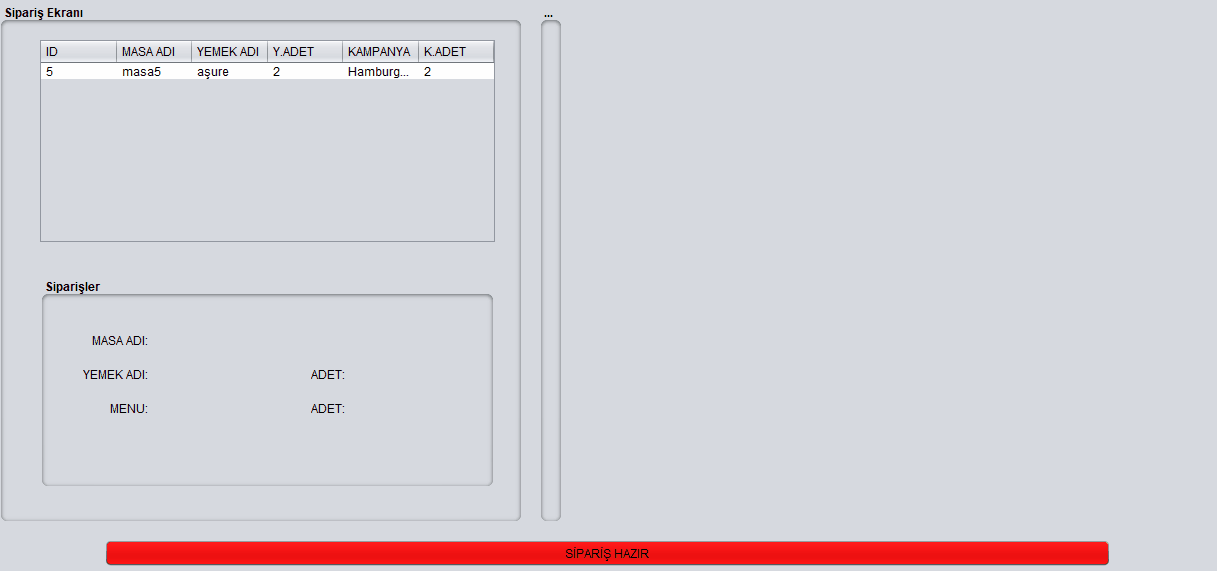 Sipariş Ekranı ...
ID MASA ADI YEMEK ADI Y.ADET KAMPANYA K.ADET
5 masa5 aşure 2 Hamburg... 2
Siparişler
MASA ADI:
YEMEK ADI: ADET:
MENU: ADET:
SİPARİŞ HAZIR